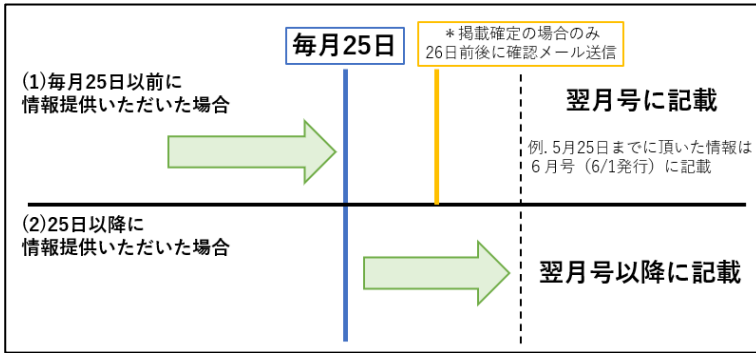 毎月25日
＊掲載確定の場合のみ
26日前後に確認メール送信
(1)毎月25日以前に
情報提供いただいた場合
翌月号に記載
例. 5月25日までに頂いた情報は
６月号（6/1発行）に記載
(2)25日以降に
情報提供いただいた場合
翌月号以降に記載